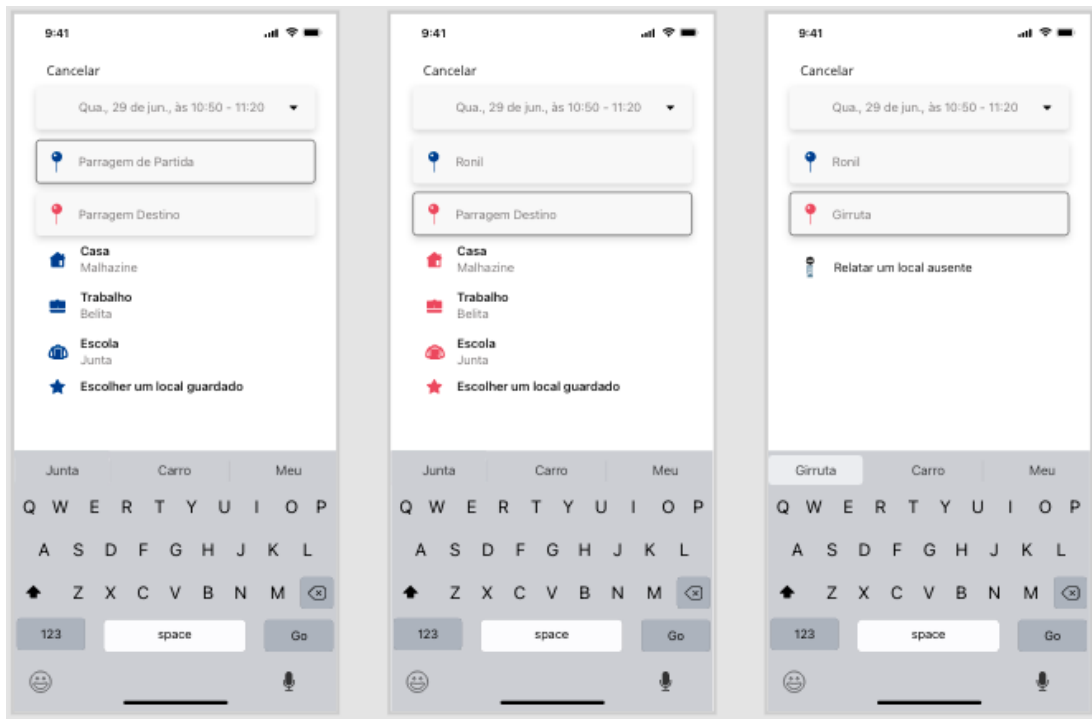 9:41
Cancelar
Qua., 29 de jun., às 10:50 - 11:20
Parragem de Partida
Parragem Destino
Casa
Malhazine
Trabalho
Belita
Escola
Junta
Escolher um local guardado
Junta Carro Meu
Q W E R T Y U I O P
A S D F G H J K L
Z X C V B N M
123 space Go
9:41
Cancelar
Qua., 29 de jun., às 10:50 - 11:20
Ronil
Parragem Destino
Casa
Malhazine
Trabalho
Belita
Escola
Junta
Escolher um local guardado
Junta Carro Meu
Q W E R T Y U I O P
A S D F G H J K L
Z X C V B N M
123 space Go
9:41
Cancelar
Qua., 29 de jun., às 10:50 - 11:20
Ronil
Girruta
Relatar um local ausente
Girruta Carro Meu
Q W E R T Y U I O P
A S D F G H J K L
Z X C V B N M
123 space Go